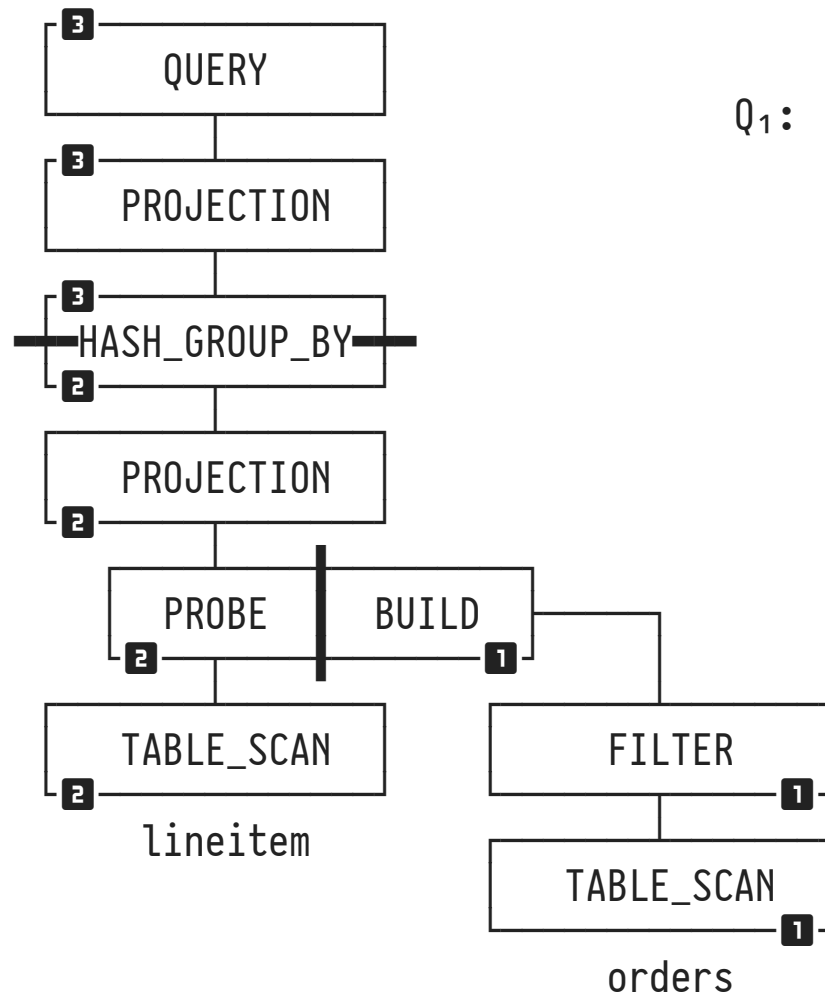 3
QUERY
Q₁:
3
PROJECTION
3
HASH_GROUP_BY
2
PROJECTION
2
PROBE BUILD
2 1
TABLE_SCAN FILTER
2 1
lineitem
TABLE_SCAN
1
orders